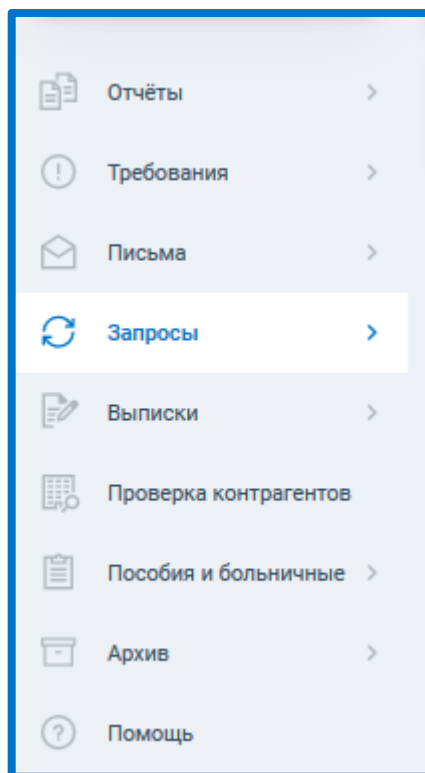 Отчёты
Требования
Письма
Запросы
Выписки
Проверка контрагентов
Пособия и больничные
Архив
Помощь